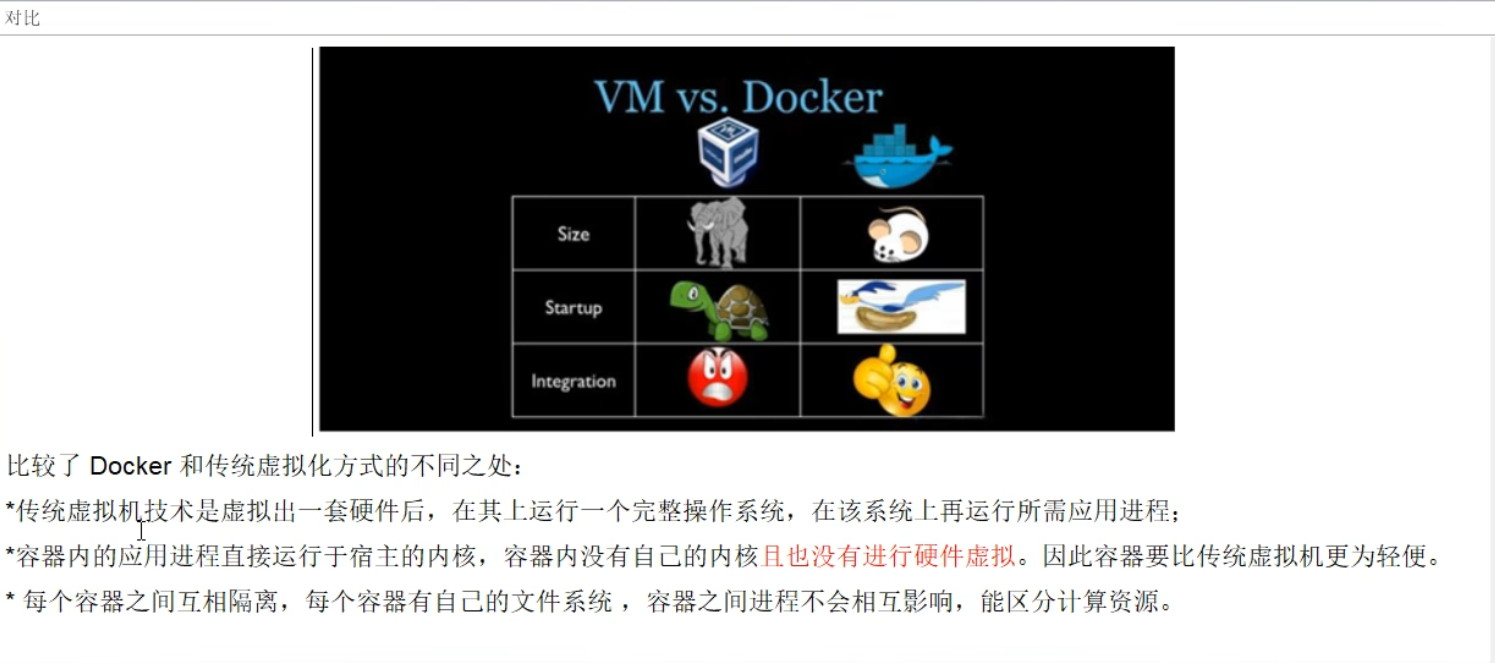 对比
VM vs. Docker
Size
Startup
Integration
比较了 Docker 和传统虚拟化方式的不同之处：
*传统虚拟机技术是虚拟出一套硬件后，在其上运行一个完整操作系统，在该系统上再运行所需应用进程；
*容器内的应用进程直接运行于宿主的内核，容器内没有自己的内核且也没有进行硬件虚拟。因此容器要比传统虚拟机更为轻便。
* 每个容器之间互相隔离，每个容器有自己的文件系统 ，容器之间进程不会相互影响，能区分计算资源。